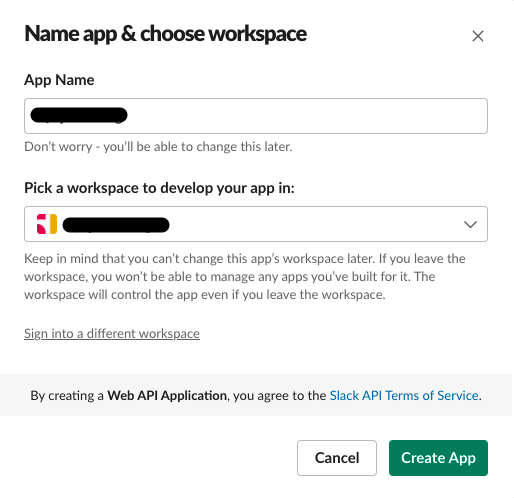 Name app & choose workspace
App Name
Don't worry - you'll be able to change this later.
Pick a workspace to develop your app in:
Keep in mind that you can't change this app's workspace later. If you leave the
workspace, you won't be able to manage any apps you've built for it. The
workspace will control the app even if you leave the workspace.
Sign into a different workspace
By creating a Web API Application, you agree to the Slack API Terms of Service.
Cancel
Create App